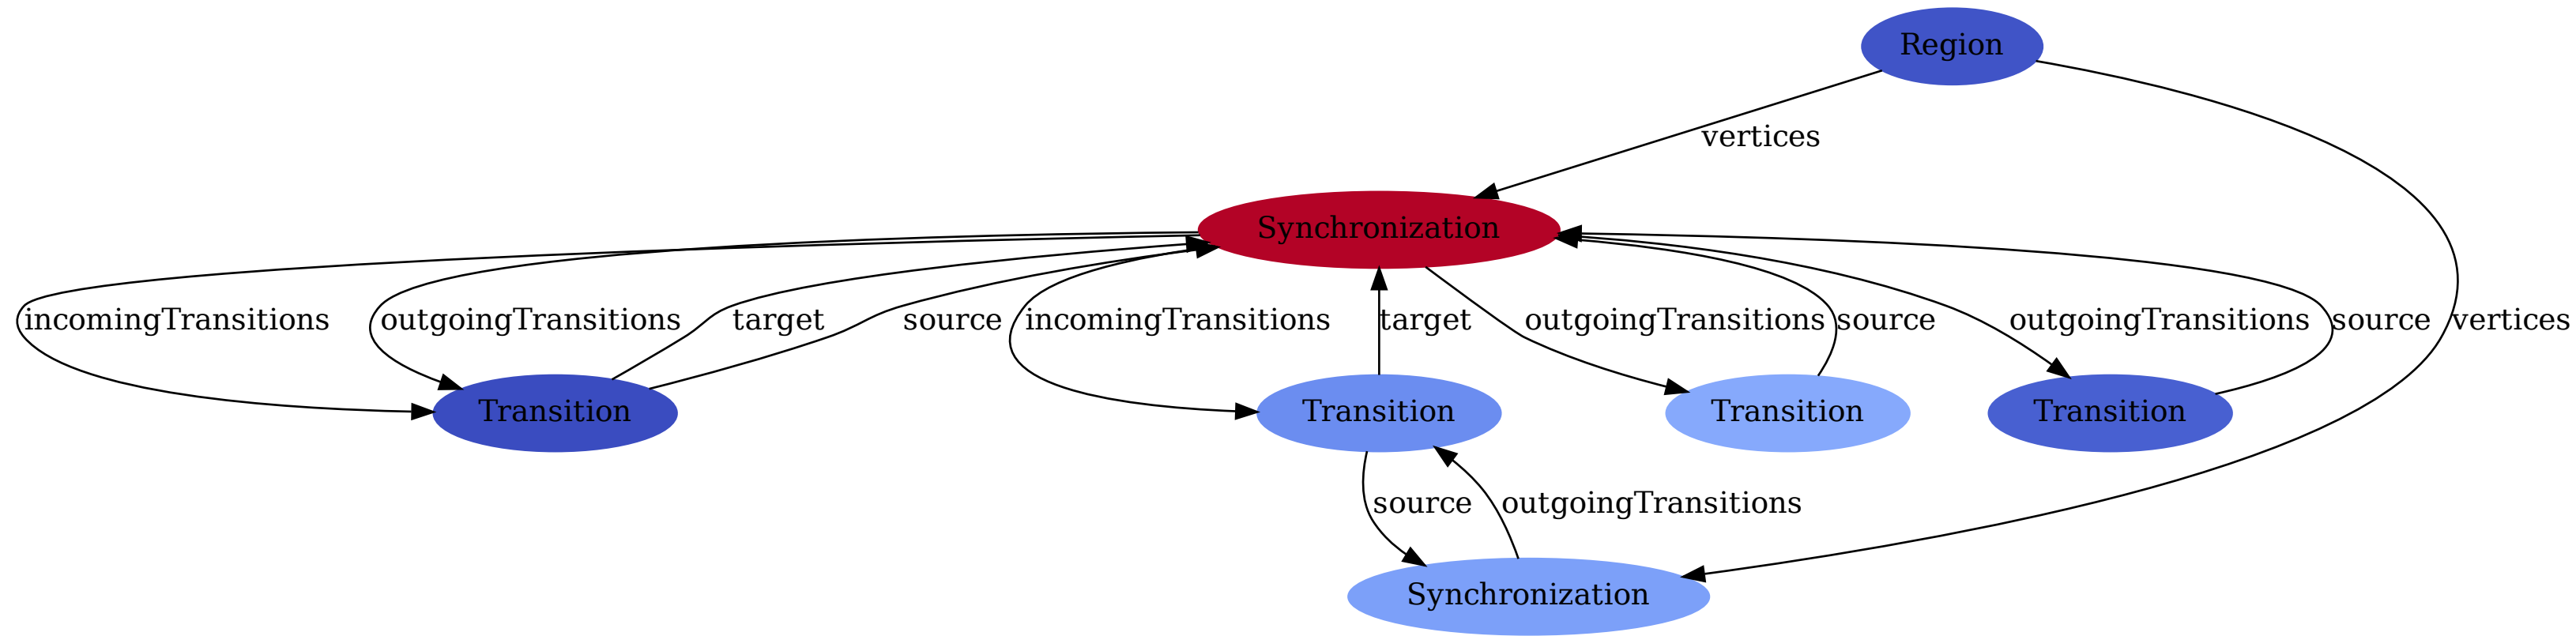 Region
vertices
Synchronization
incomingTransitions
outgoingTransitions
target
source
incomingTransitions
target
outgoingTransitions
source
outgoingTransitions
source
vertices
Transition
Transition
Transition
Transition
source
outgoingTransitions
Synchronization